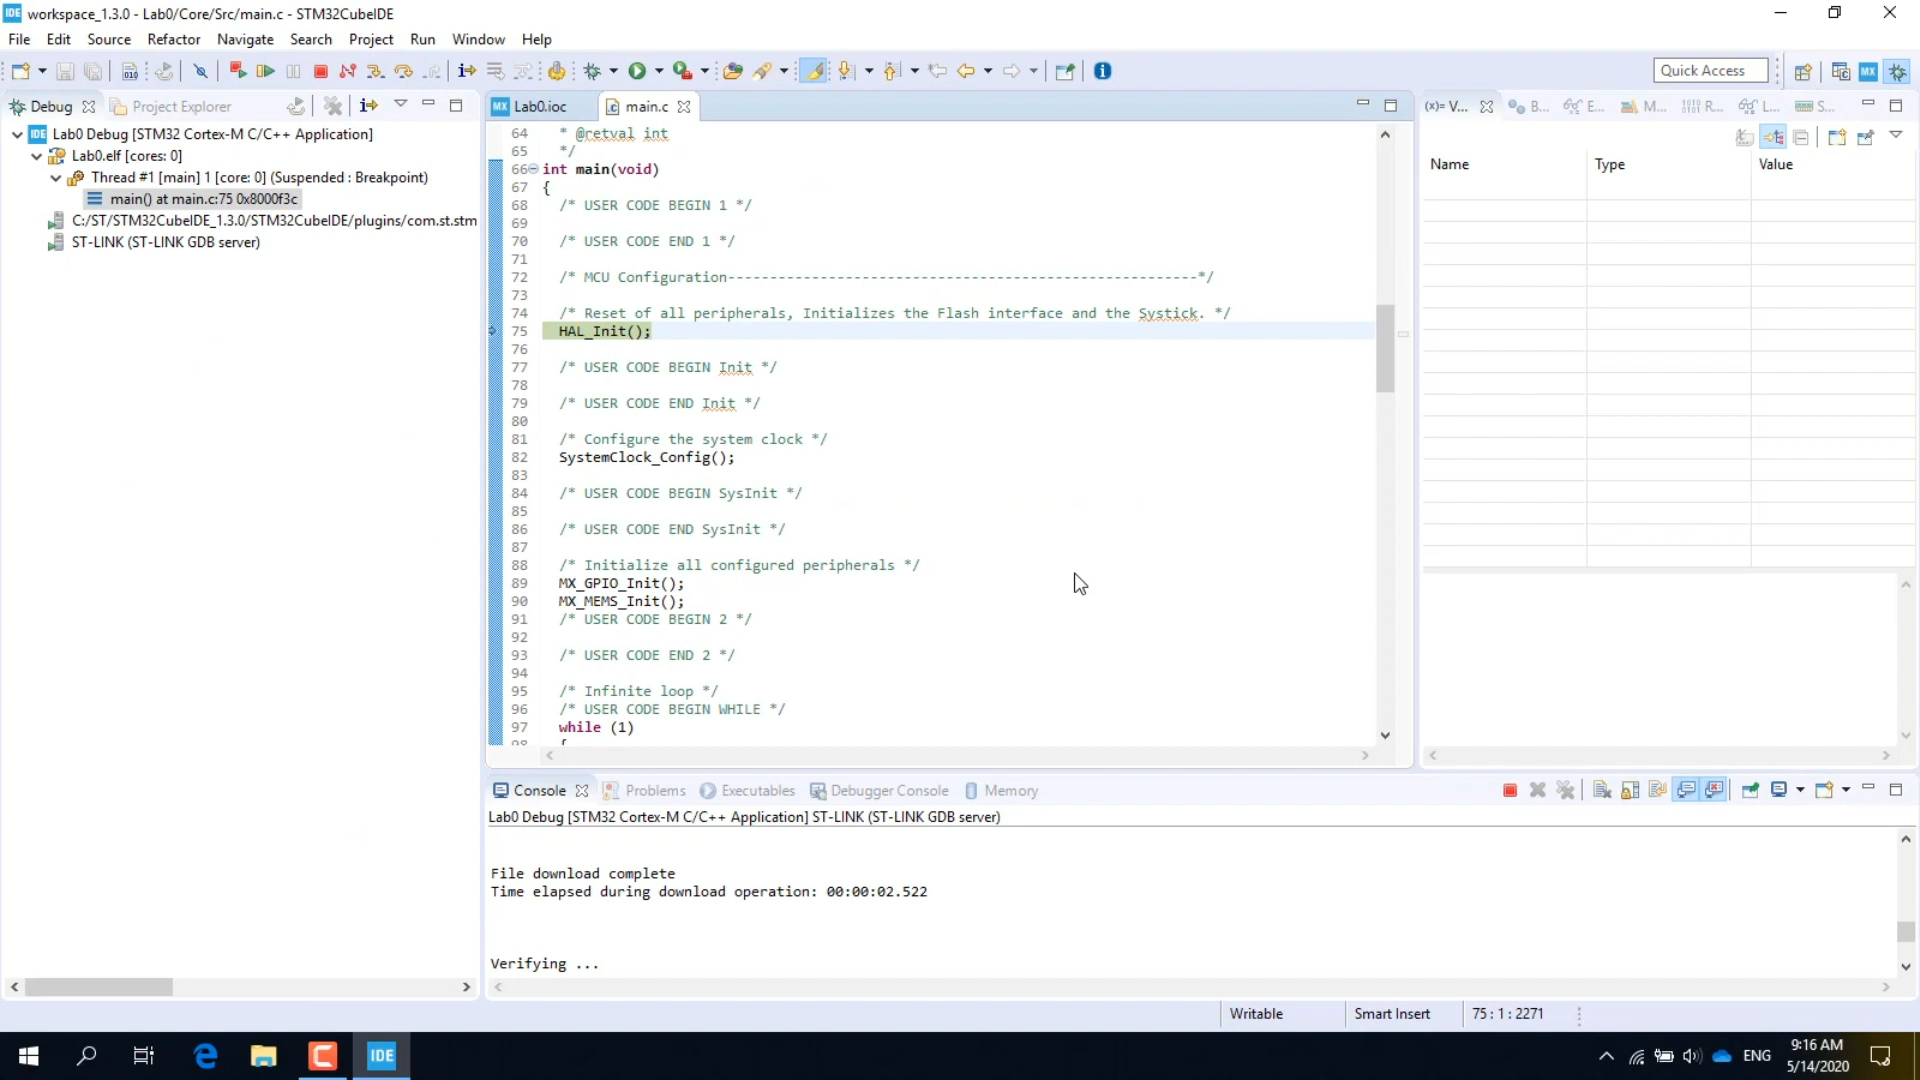 IDE workspace_1.3.0 - Lab0/Core/Src/main.c - STM32CubeIDE
File Edit Source Refactor Navigate Search Project Run Window Help
Quick Access
MX
Debug
Project Explorer
IDE Lab0 Debug [STM32 Cortex-M C/C++ Application]
Lab0.elf [cores: 0]
Thread #1 [main] 1 [core: 0] (Suspended : Breakpoint)
main() at main.c:75 0x8000f3c
C:/ST/STM32CubeIDE_1.3.0/STM32CubeIDE/plugins/com.st.stm
ST-LINK (ST-LINK GDB server)
MX Lab0.ioc
main.c
64 * @retval int
65 */
66 int main(void)
67 {
68 /* USER CODE BEGIN 1 */
69
70 /* USER CODE END 1 */
71
72 /* MCU Configuration--------------------------------------------------------*/
73
74 /* Reset of all peripherals, Initializes the Flash interface and the Systick. */
75 HAL_Init();
76
77 /* USER CODE BEGIN Init */
78
79 /* USER CODE END Init */
80
81 /* Configure the system clock */
82 SystemClock_Config();
83
84 /* USER CODE BEGIN SysInit */
85
86 /* USER CODE END SysInit */
87
88 /* Initialize all configured peripherals */
89 MX_GPIO_Init();
90 MX_MEMS_Init();
91 /* USER CODE BEGIN 2 */
92
93 /* USER CODE END 2 */
94
95 /* Infinite loop */
96 /* USER CODE BEGIN WHILE */
97 while (1)
98 {
(x)= V... B... E... M... R... L... S...
Name Type Value
Console Problems Executables Debugger Console Memory
Lab0 Debug [STM32 Cortex-M C/C++ Application] ST-LINK (ST-LINK GDB server)
File download complete
Time elapsed during download operation: 00:00:02.522
Verifying ...
Writable Smart Insert 75 : 1 : 2271
IDE
ENG
9:16 AM
5/14/2020